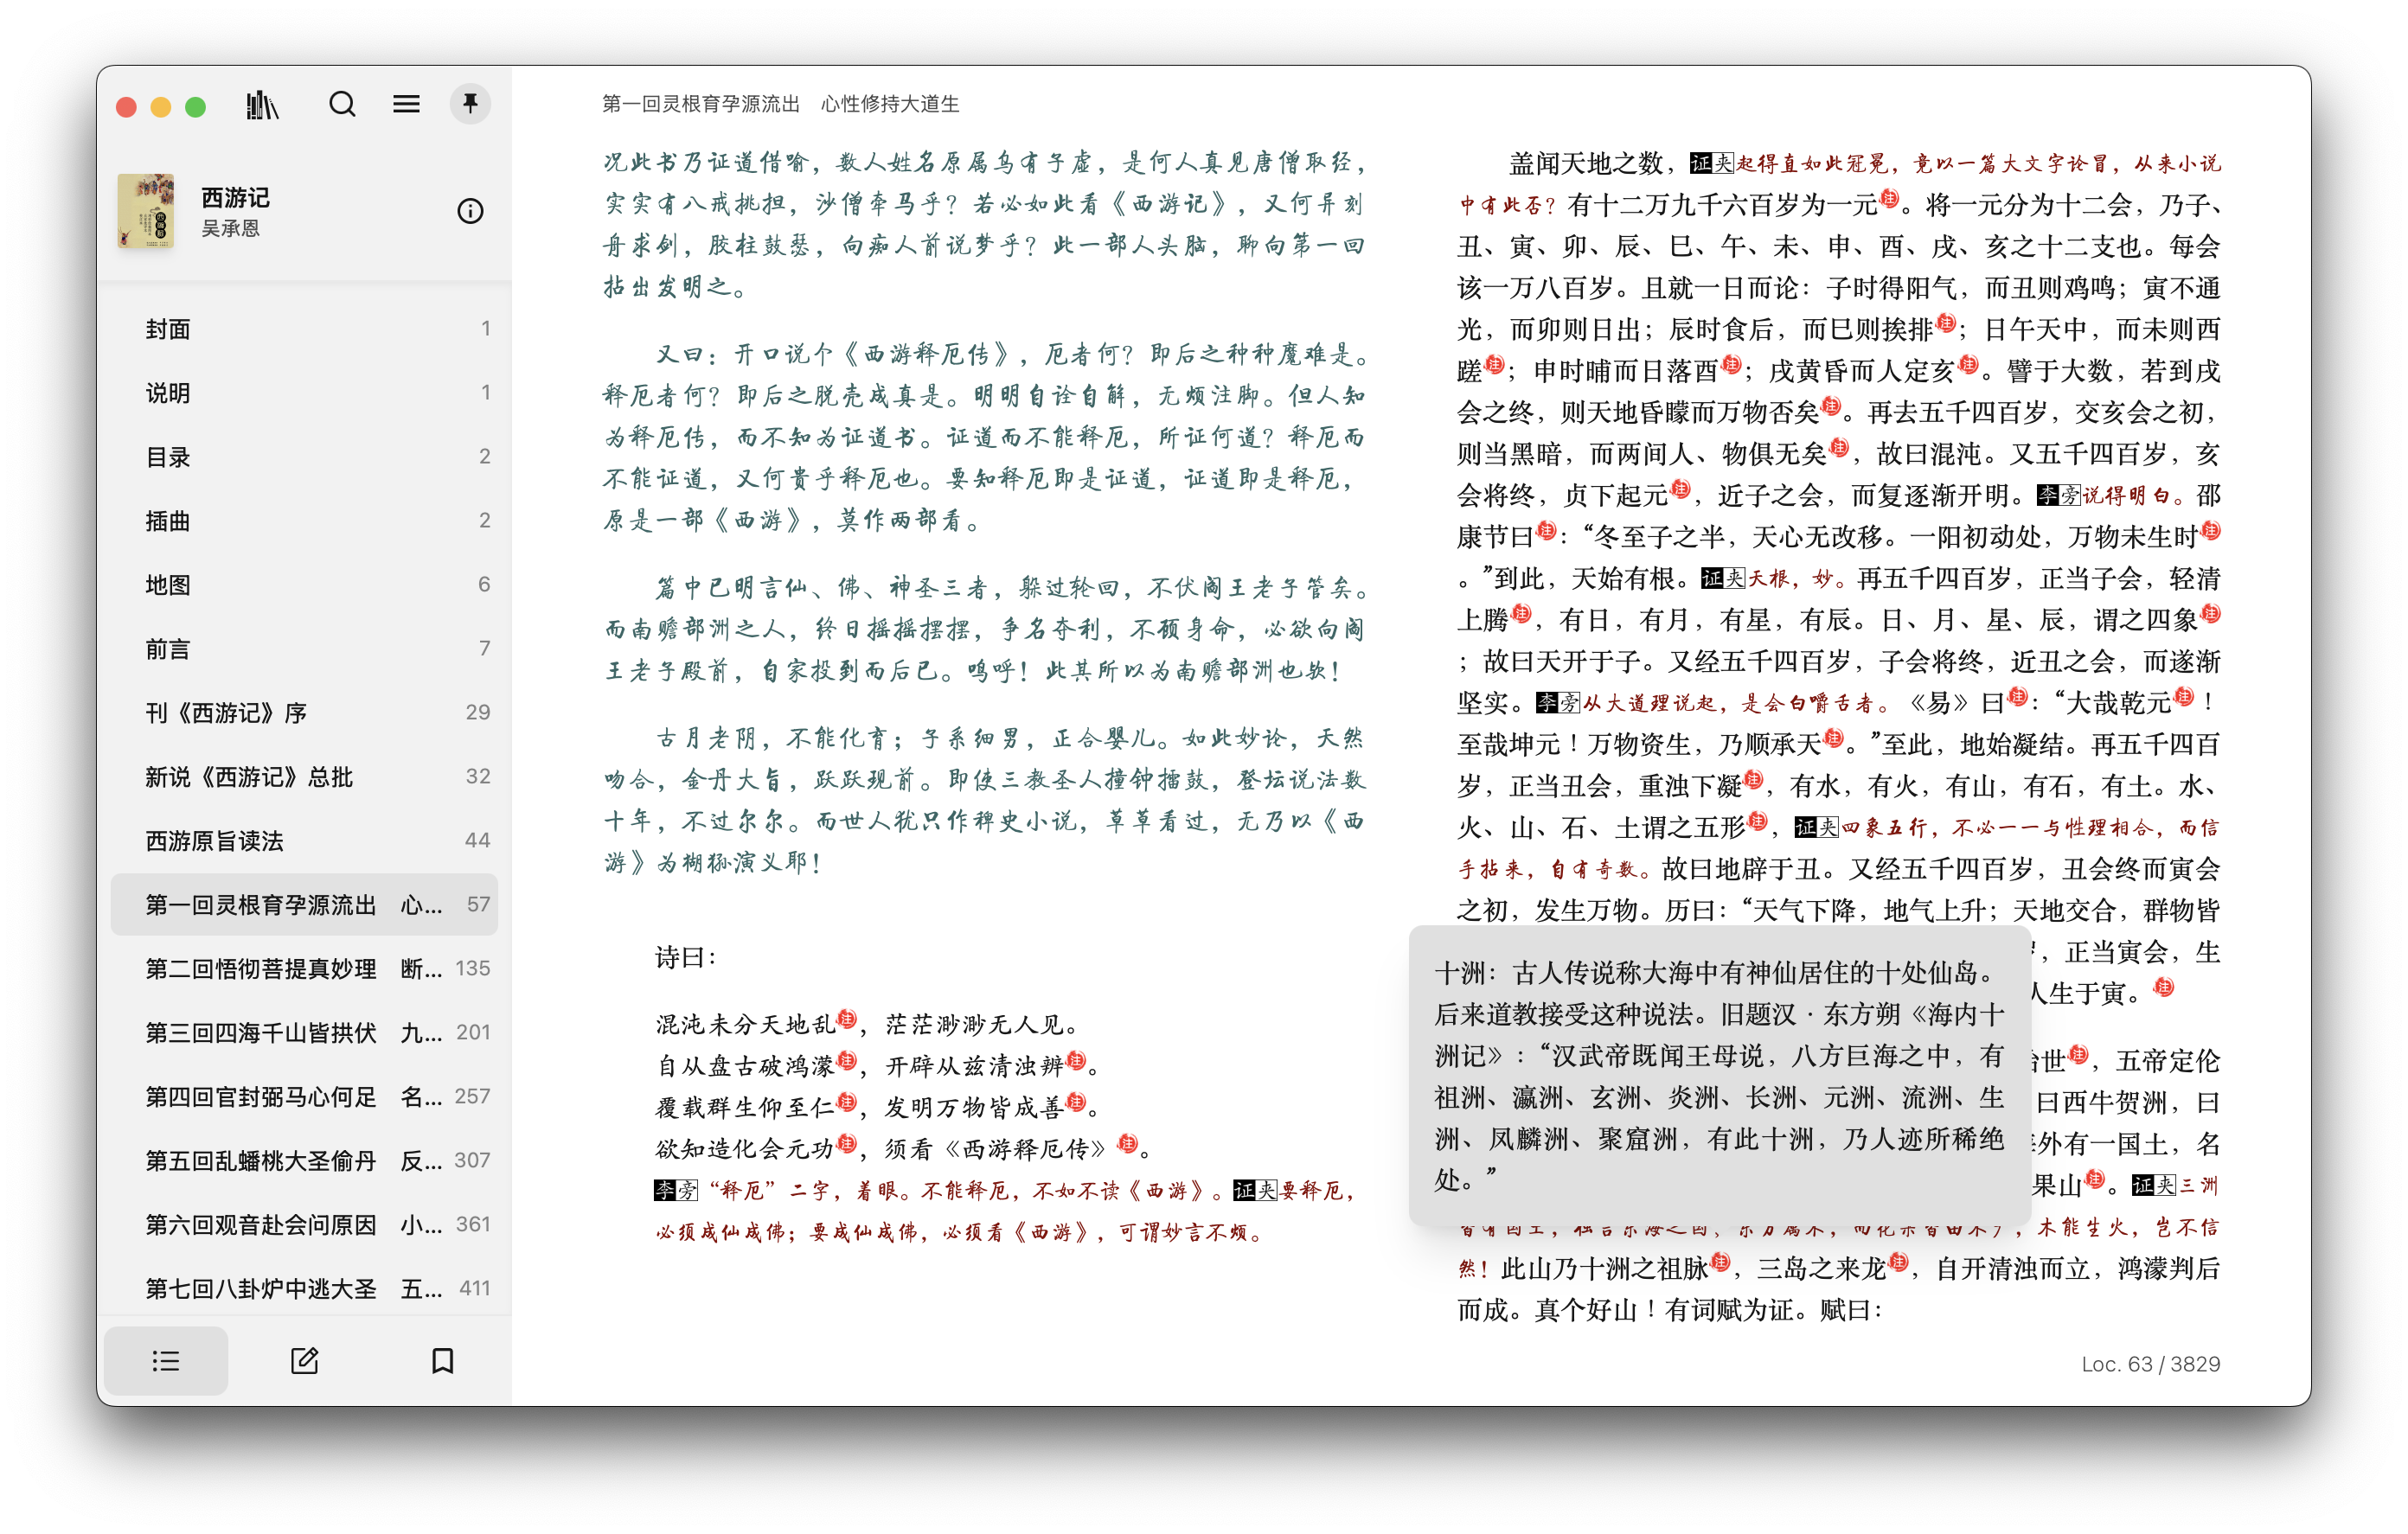 西游记
吴承恩
封面 1
说明 1
目录 2
插曲 2
地图 6
前言 7
刊《西游记》序 29
新说《西游记》总批 32
西游原旨读法 44
第一回灵根育孕源流出 心... 57
第二回悟彻菩提真妙理 断... 135
第三回四海千山皆拱伏 九... 201
第四回官封弼马心何足 名... 257
第五回乱蟠桃大圣偷丹 反... 307
第六回观音赴会问原因 小... 361
第七回八卦炉中逃大圣 五... 411
第一回灵根育孕源流出 心性修持大道生
况此书乃证道借喻，数人姓名原属乌有子虚，是何人真见唐僧取经，
实实有八戒挑担，沙僧牵马乎？若必如此看《西游记》，又何异刻
舟求剑，胶柱鼓瑟，向痴人前说梦乎？此一部人头脑，聊向第一回
拈出发明之。
又曰：开口说个《西游释厄传》，厄者何？即后之种种魔难是。
释厄者何？即后之脱壳成真是。明明自诠自解，无烦注脚。但人知
为释厄传，而不知为证道书。证道而不能释厄，所证何道？释厄而
不能证道，又何贵乎释厄也。要知释厄即是证道，证道即是释厄，
原是一部《西游》，莫作两部看。
篇中已明言仙、佛、神圣三者，躲过轮回，不伏阎王老子管矣。
而南赡部洲之人，终日摇摇摆摆，争名夺利，不顾身命，必欲向阎
王老子殿前，自家投到而后已。呜呼！此其所以为南赡部洲也欤！
古月老阴，不能化育；子系细男，正合婴儿。如此妙论，天然
吻合，金丹大旨，跃跃现前。即使三教圣人撞钟擂鼓，登坛说法数
十年，不过尔尔。而世人犹只作稗史小说，草草看过，无乃以《西
游》为猢狲演义耶！
诗曰：
混沌未分天地乱注，茫茫渺渺无人见。
自从盘古破鸿濛注，开辟从兹清浊辨注。
覆载群生仰至仁注，发明万物皆成善注。
欲知造化会元功注，须看《西游释厄传》注。
李旁“释厄”二字，着眼。不能释厄，不如不读《西游》。证夹要释厄，
必须成仙成佛；要成仙成佛，必须看《西游》，可谓妙言不烦。
盖闻天地之数，证夹起得直如此冠冕，竟以一篇大文字论冒，从来小说
中有此否？有十二万九千六百岁为一元注。将一元分为十二会，乃子、
丑、寅、卯、辰、巳、午、未、申、酉、戌、亥之十二支也。每会
该一万八百岁。且就一日而论：子时得阳气，而丑则鸡鸣；寅不通
光，而卯则日出；辰时食后，而巳则挨排注；日午天中，而未则西
蹉注；申时晡而日落酉注；戌黄昏而人定亥注。譬于大数，若到戌
会之终，则天地昏曚而万物否矣注。再去五千四百岁，交亥会之初，
则当黑暗，而两间人、物俱无矣注，故曰混沌。又五千四百岁，亥
会将终，贞下起元注，近子之会，而复逐渐开明。李旁说得明白。邵
康节曰注：“冬至子之半，天心无改移。一阳初动处，万物未生时注
。”到此，天始有根。证夹天根，妙。再五千四百岁，正当子会，轻清
上腾注，有日，有月，有星，有辰。日、月、星、辰，谓之四象注
；故曰天开于子。又经五千四百岁，子会将终，近丑之会，而遂渐
坚实。李旁从大道理说起，是会白嚼舌者。《易》曰注：“大哉乾元注！
至哉坤元！万物资生，乃顺承天注。”至此，地始凝结。再五千四百
岁，正当丑会，重浊下凝注，有水，有火，有山，有石，有土。水、
火、山、石、土谓之五形注，证夹四象五行，不必一一与性理相合，而信
手拈来，自有奇数。故曰地辟于丑。又经五千四百岁，丑会终而寅会
之初，发生万物。历曰：“天气下降，地气上升；天地交合，群物皆
，正当寅会，生
人生于寅。注
治世注，五帝定伦
曰西牛贺洲，曰
外有一国土，名
果山注。证夹三洲
，木能生火，岂不信
然！此山乃十洲之祖脉注，三岛之来龙注，自开清浊而立，鸿濛判后
而成。真个好山！有词赋为证。赋曰：
十洲：古人传说称大海中有神仙居住的十处仙岛。
后来道教接受这种说法。旧题汉·东方朔《海内十
洲记》：“汉武帝既闻王母说，八方巨海之中，有
祖洲、瀛洲、玄洲、炎洲、长洲、元洲、流洲、生
洲、凤麟洲、聚窟洲，有此十洲，乃人迹所稀绝
处。”
Loc. 63 / 3829